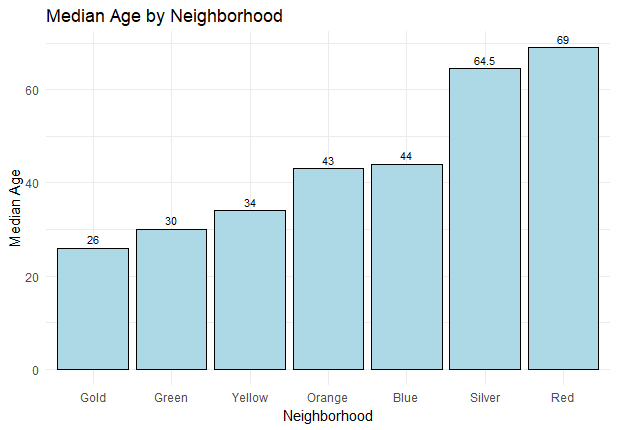 Median Age by Neighborhood
Median Age
60
40
20
0
26
30
34
43
44
64.5
69
Gold
Green
Yellow
Orange
Blue
Silver
Red
Neighborhood